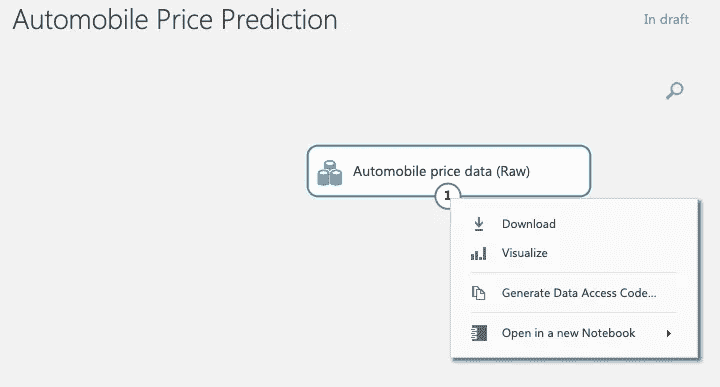 Automobile Price Prediction
In draft
Automobile price data (Raw)
1
Download
Visualize
Generate Data Access Code...
Open in a new Notebook